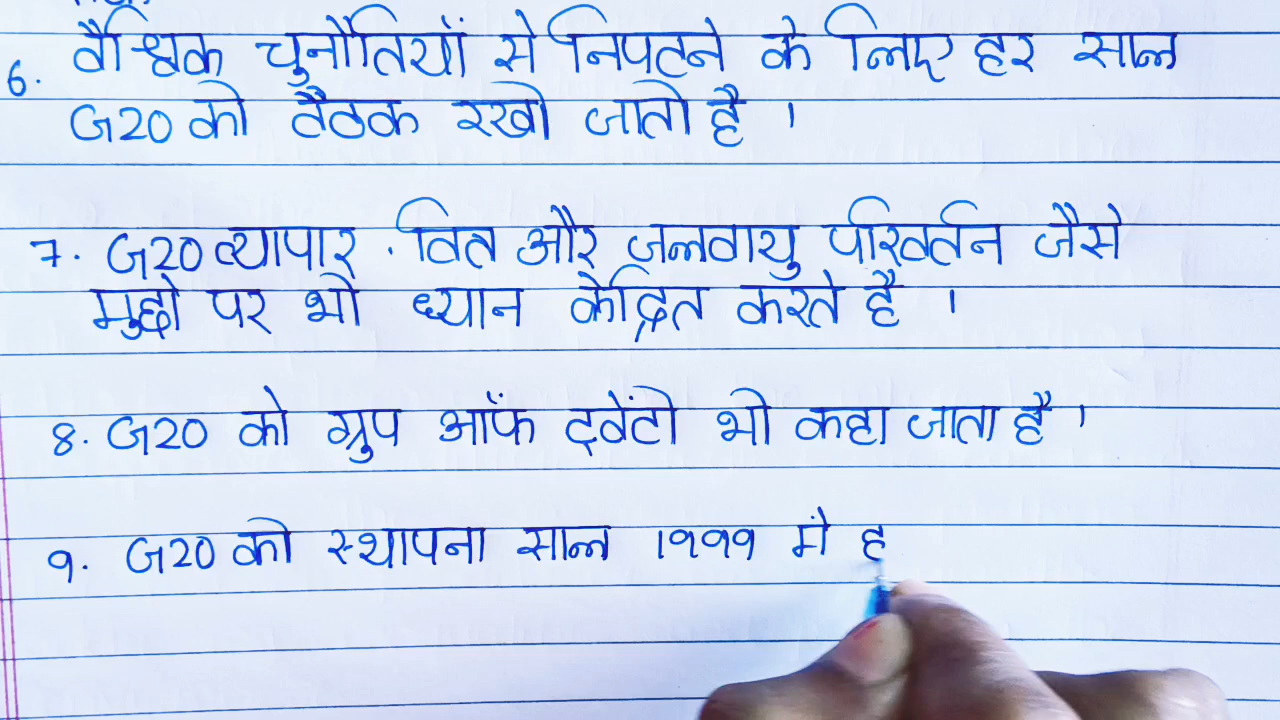 6. वैश्विक चुनौतियों से निपटने के लिए हर साल
G20 की बैठक रखी जाती है ।
7. G20 व्यापार . वित और जलवायु परिवर्तन जैसे
मुद्दो पर भी ध्यान केंद्रित करते है ।
8. G20 को ग्रुप ऑफ ट्वेंटी भी कहा जाता है ।
9. G20 की स्थापना साल 1999 में ह